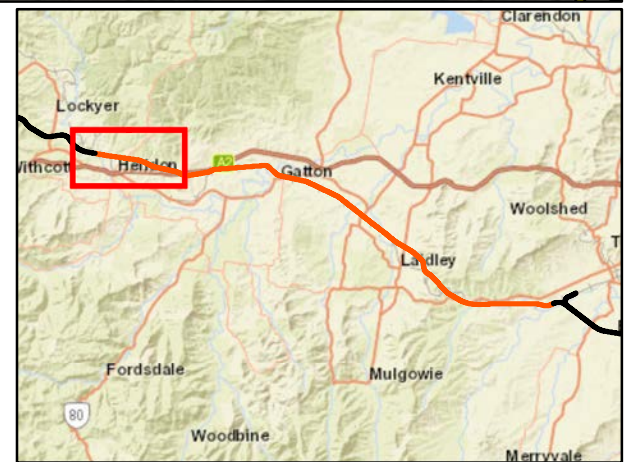 Clarendon
Kentville
Lockyer
A2
Withcott
Helidon
Gatton
Woolshed
T
Laidley
Fordsdale
Mulgowie
80
Woodbine
Merryvale